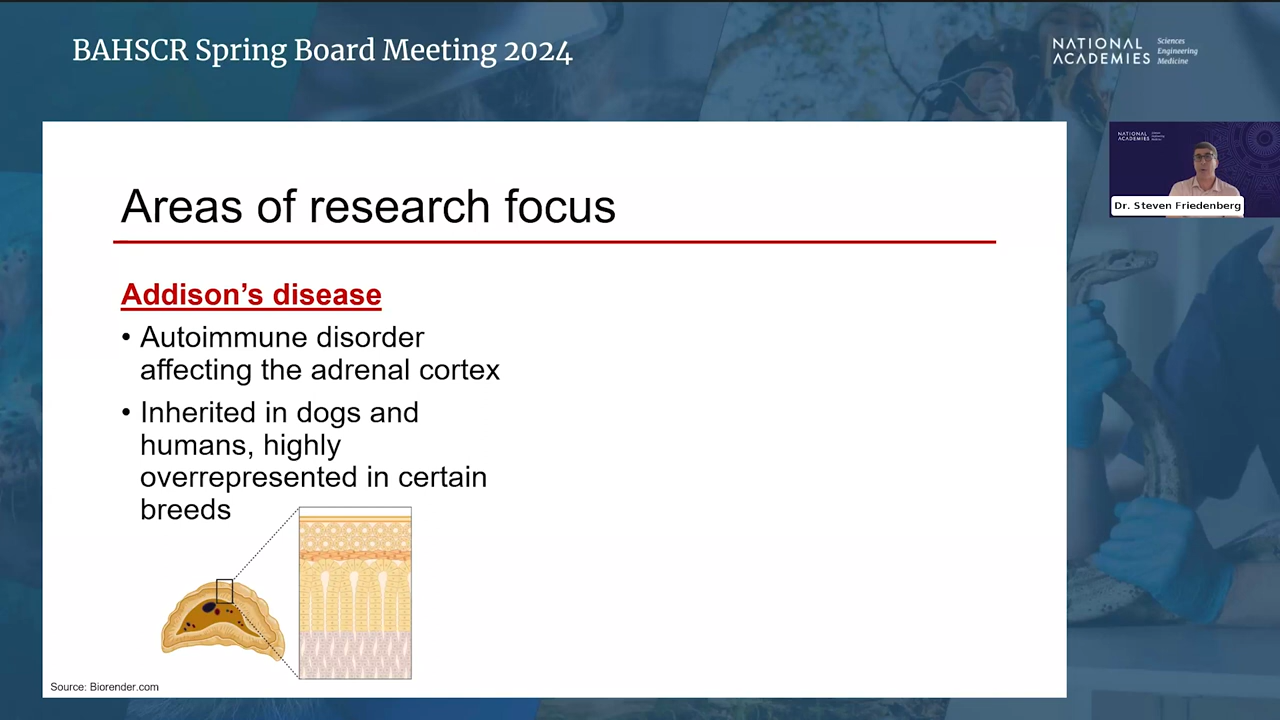 BAHSCR Spring Board Meeting 2024
NATIONAL
ACADEMIES
Sciences
Engineering
Medicine
NATIONAL
ACADEMIES
Dr. Steven Friedenberg
Areas of research focus
Addison’s disease
• Autoimmune disorder
affecting the adrenal cortex
• Inherited in dogs and
humans, highly
overrepresented in certain
breeds
Source: Biorender.com